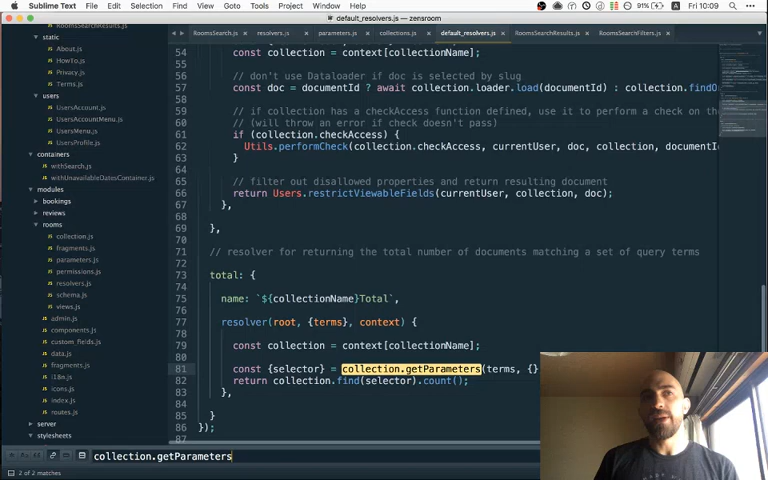 Sublime Text File Edit Selection Find View Goto Tools Project Window Help 91% Fri 10:09
default_resolvers.js — zensroom
RoomsSearch.js resolvers.js parameters.js collections.js default_resolvers.js RoomsSearchResults.js RoomsSearchFilters.js
RoomsSearchResults.js
static
About.js
HowTo.js
Privacy.js
Terms.js
users
UsersAccount.js
UsersAccountMenu.js
UsersMenu.js
UsersProfile.js
containers
withSearch.js
withUnavailableDatesContainer.js
modules
bookings
reviews
rooms
collection.js
fragments.js
parameters.js
permissions.js
resolvers.js
schema.js
views.js
admin.js
components.js
custom_fields.js
data.js
fragments.js
i18n.js
icons.js
index.js
routes.js
server
stylesheets
54 const collection = context[collectionName];
55
56 // don't use Dataloader if doc is selected by slug
57 const doc = documentId ? await collection.loader.load(documentId) : collection.findO
58
59 // if collection has a checkAccess function defined, use it to perform a check on th
60 // (will throw an error if check doesn't pass)
61 if (collection.checkAccess) {
62 Utils.performCheck(collection.checkAccess, currentUser, doc, collection, documentI
63 }
64
65 // filter out disallowed properties and return resulting document
66 return Users.restrictViewableFields(currentUser, collection, doc);
67 },
68
69 },
70
71 // resolver for returning the total number of documents matching a set of query terms
72
73 total: {
74
75 name: `${collectionName}Total`,
76
77 resolver(root, {terms}, context) {
78
79 const collection = context[collectionName];
80
81 const {selector} = collection.getParameters(terms, {}
82 return collection.find(selector).count();
83 },
84
85 }
86 });
87
collection.getParameters
2 of 2 matches